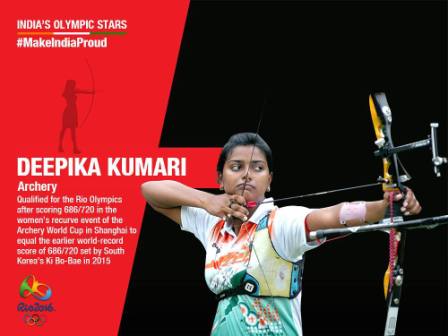 INDIA'S OLYMPIC STARS
#MakeIndiaProud
DEEPIKA KUMARI
Archery
Qualified for the Rio Olympics
after scoring 686/720 in the
women's recurve event of the
Archery World Cup in Shanghai to
equal the earlier world-record
score of 686/720 set by South
Korea's Ki Bo-Bae in 2015
Rio2016